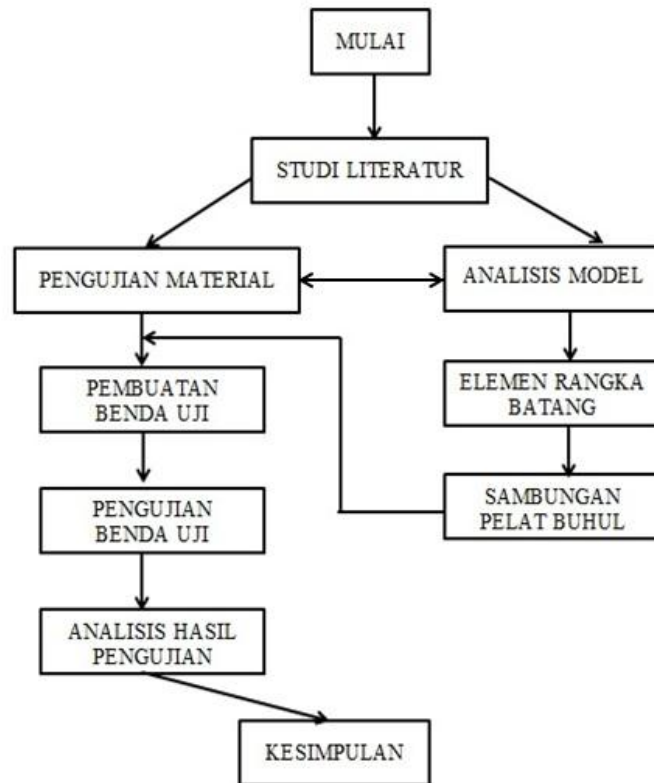 MULAI
STUDI LITERATUR
PENGUJIAN MATERIAL
ANALISIS MODEL
PEMBUATAN
BENDA UJI
ELEMEN RANGKA
BATANG
PENGUJIAN
BENDA UJI
SAMBUNGAN
PELAT BUHUL
ANALISIS HASIL
PENGUJIAN
KESIMPULAN